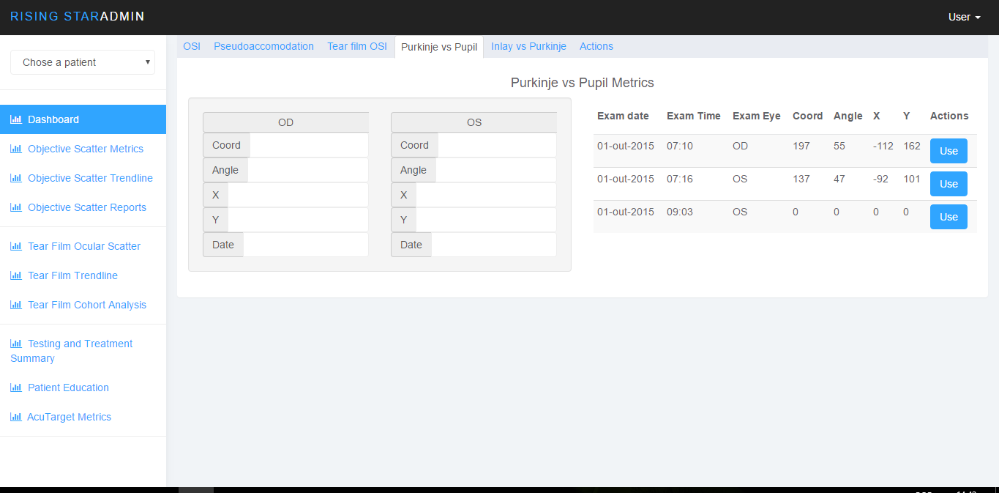 RISING STARADMIN
User
Chose a patient
Dashboard
Objective Scatter Metrics
Objective Scatter Trendline
Objective Scatter Reports
Tear Film Ocular Scatter
Tear Film Trendline
Tear Film Cohort Analysis
Testing and Treatment
Summary
Patient Education
AcuTarget Metrics
OSI Pseudoaccomodation Tear film OSI Purkinje vs Pupil Inlay vs Purkinje Actions
Purkinje vs Pupil Metrics
OD
Coord
Angle
X
Y
Date
OS
Coord
Angle
X
Y
Date
Exam date Exam Time Exam Eye Coord Angle X Y Actions
01-out-2015 07:10 OD 197 55 -112 162 Use
01-out-2015 07:16 OS 137 47 -92 101 Use
01-out-2015 09:03 OS 0 0 0 0 Use